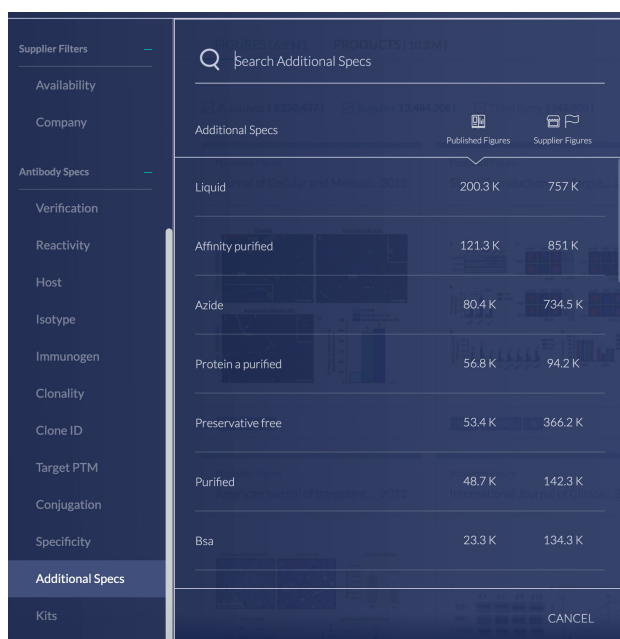 Supplier Filters
Availability
Company
Antibody Specs
Verification
Reactivity
Host
Isotype
Immunogen
Clonality
Clone ID
Target PTM
Conjugation
Specificity
Additional Specs
Kits
Search Additional Specs
Additional Specs
Published Figures
Supplier Figures
Liquid 200.3 K 757 K
Affinity purified 121.3 K 851 K
Azide 80.4 K 734.5 K
Protein a purified 56.8 K 94.2 K
Preservative free 53.4 K 366.2 K
Purified 48.7 K 142.3 K
Bsa 23.3 K 134.3 K
CANCEL